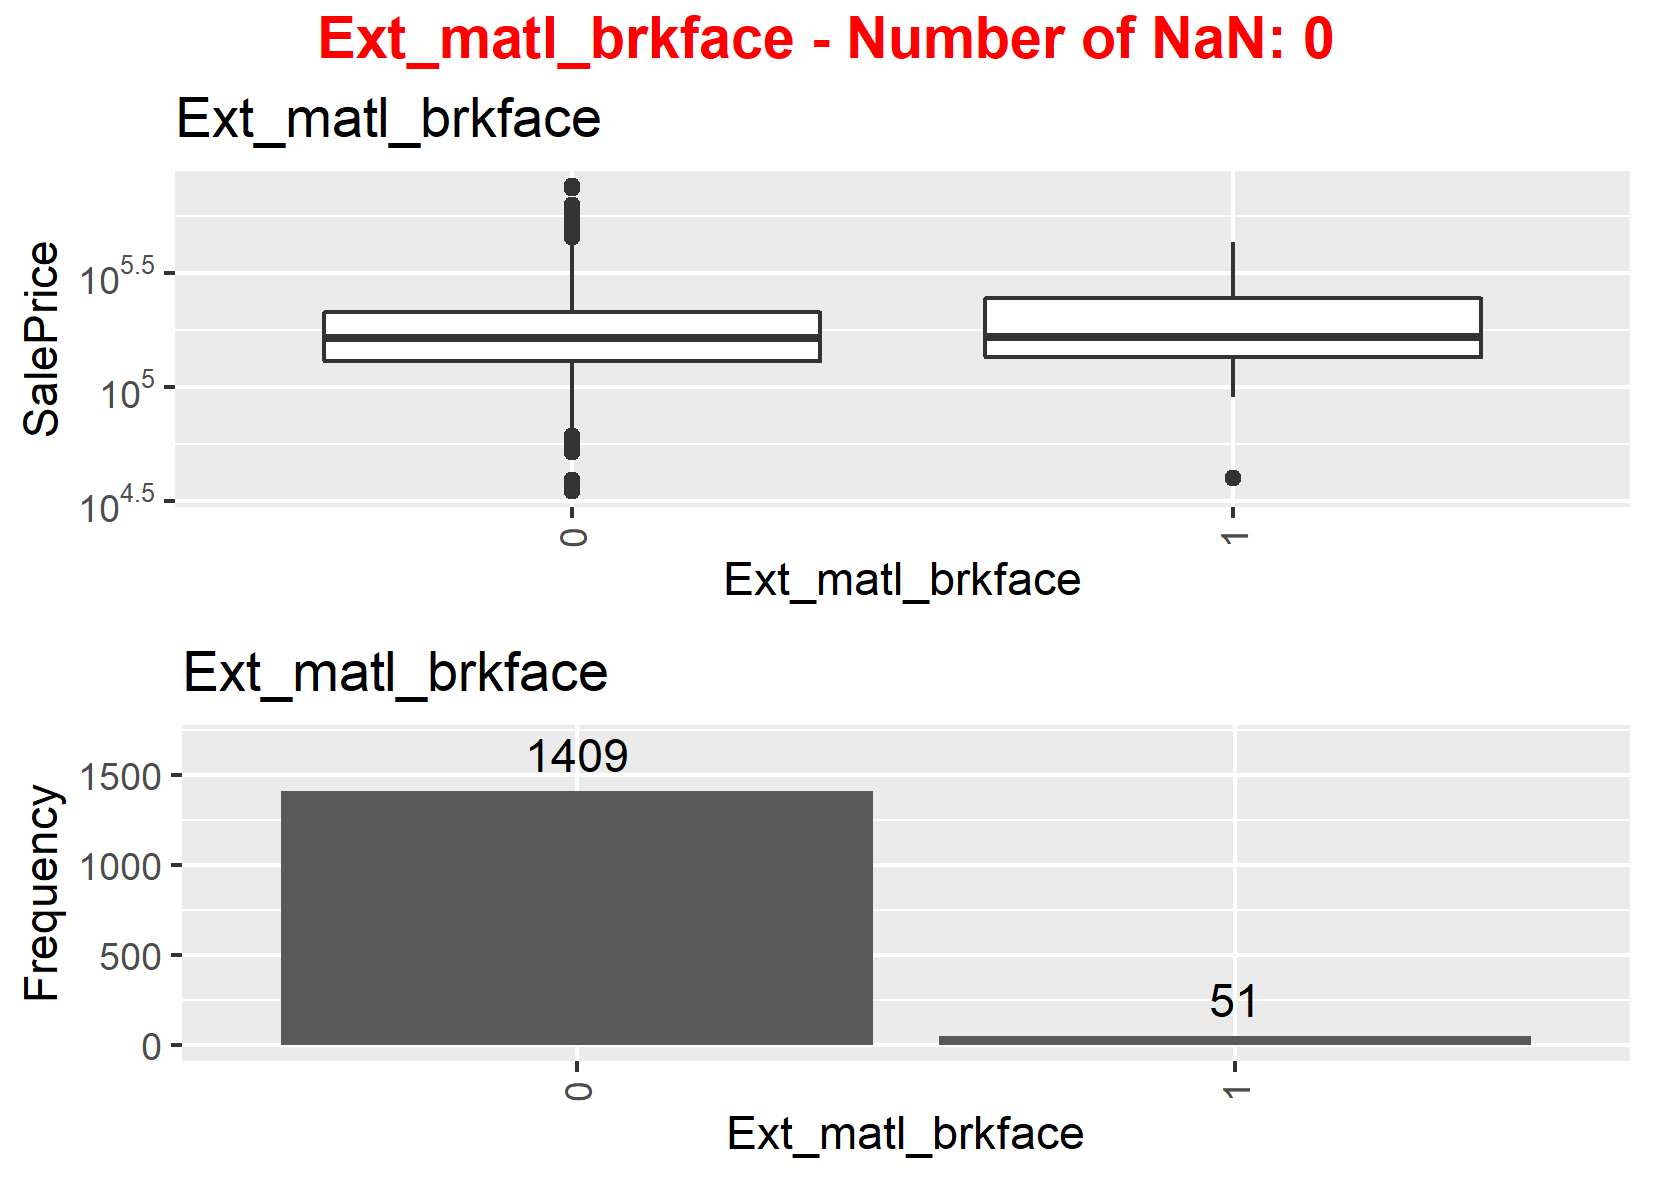 Ext_matl_brkface - Number of NaN: 0
Ext_matl_brkface
SalePrice
10^5.5
10^5
10^4.5
0 1
Ext_matl_brkface
Ext_matl_brkface
Frequency
1409
1500
1000
500
51
0
0 1
Ext_matl_brkface